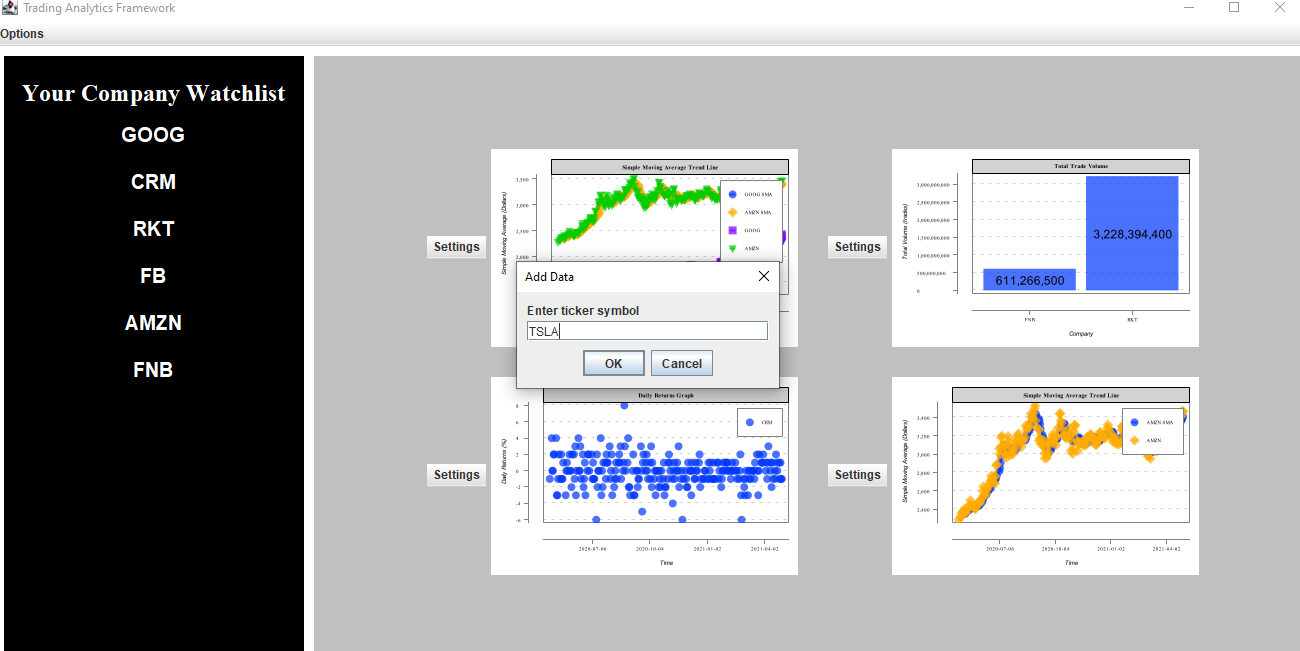 Trading Analytics Framework
Options
Your Company Watchlist
GOOG
CRM
RKT
FB
AMZN
FNB
Settings
Simple Moving Average Trend Line
Simple Moving Average (Dollars)
3,500
3,000
2,500
2,000
GOOG SMA
AMZN SMA
GOOG
AMZN
Settings
Total Trade Volume
Total Volume (trades)
3,000,000,000
2,500,000,000
2,000,000,000
1,500,000,000
1,000,000,000
500,000,000
0
611,266,500
3,228,394,400
FNB
RKT
Company
Add Data
Enter ticker symbol
TSLA
OK
Cancel
Settings
Daily Returns Graph
Daily Returns (%)
8
6
4
2
0
-2
-4
-6
CRM
2020-07-06
2020-10-04
2021-01-02
2021-04-02
Time
Settings
Simple Moving Average Trend Line
Simple Moving Average (Dollars)
3,400
3,200
3,000
2,800
2,600
2,400
AMZN SMA
AMZN
2020-07-06
2020-10-04
2021-01-02
2021-04-02
Time